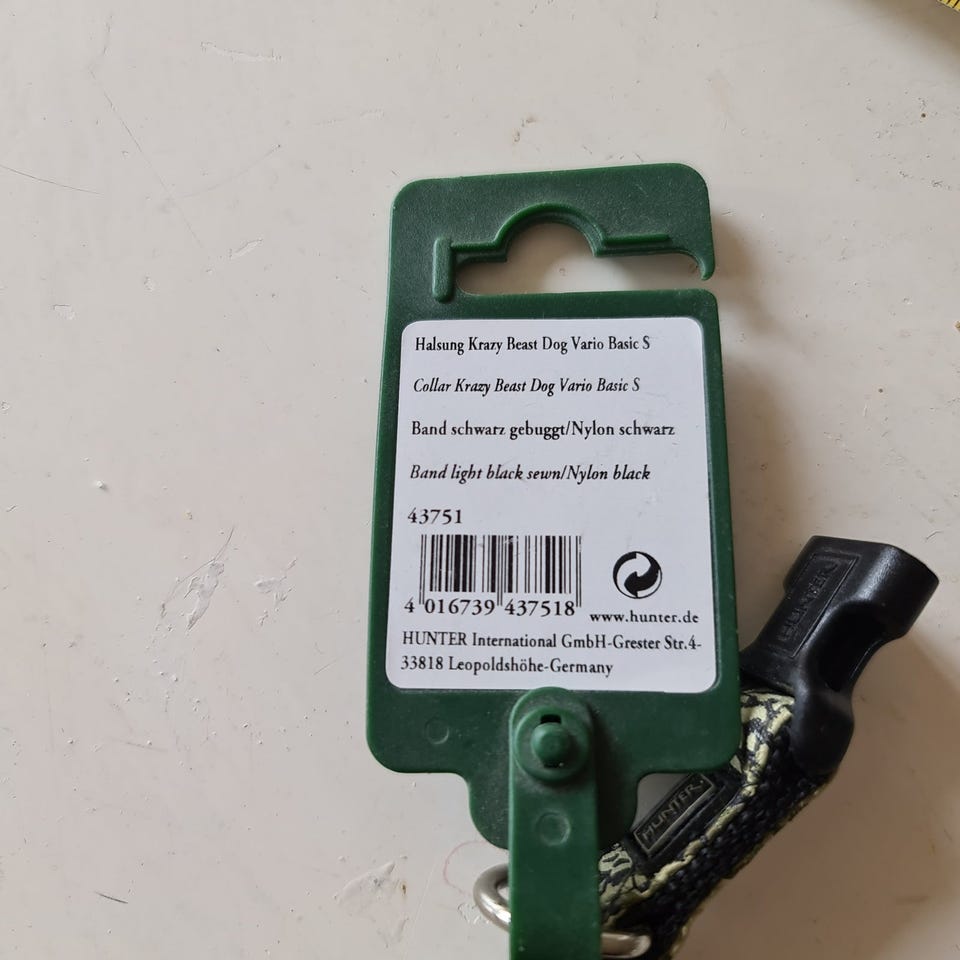 Halsung Krazy Beast Dog Vario Basic S
Collar Krazy Beast Dog Vario Basic S
Band schwarz gebuggt/Nylon schwarz
Band light black sewn/Nylon black
43751
4 016739 437518
www.hunter.de
HUNTER International GmbH-Grester Str.4-
33818 Leopoldshöhe-Germany
HUNTER
HUNTER